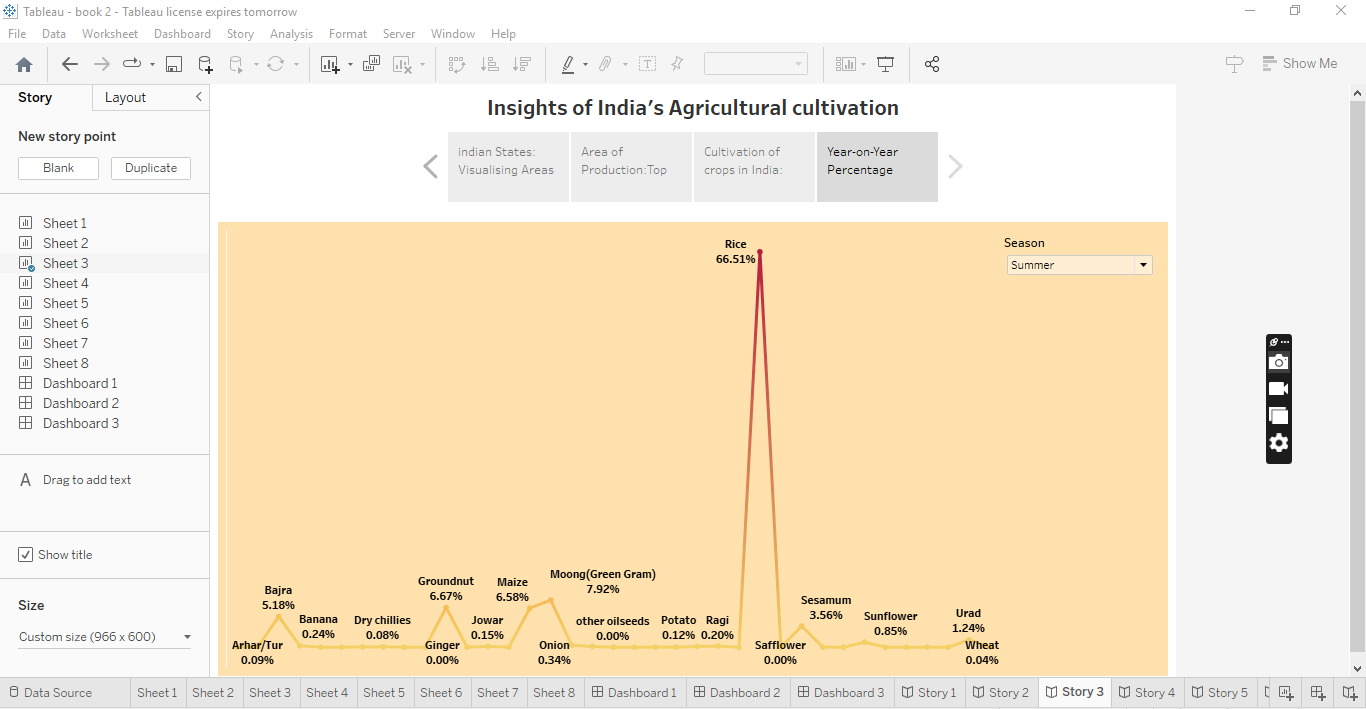 Tableau - book 2 - Tableau license expires tomorrow
File Data Worksheet Dashboard Story Analysis Format Server Window Help
Show Me
Story Layout
New story point
Blank Duplicate
Sheet 1
Sheet 2
Sheet 3
Sheet 4
Sheet 5
Sheet 6
Sheet 7
Sheet 8
Dashboard 1
Dashboard 2
Dashboard 3
A Drag to add text
Show title
Size
Custom size (966 x 600)
Insights of India's Agricultural cultivation
indian States:
Visualising Areas
Area of
Production:Top
Cultivation of
crops in India:
Year-on-Year
Percentage
Season
Summer
Rice
66.51%
Arhar/Tur
0.09%
Bajra
5.18%
Banana
0.24%
Dry chillies
0.08%
Groundnut
6.67%
Ginger
0.00%
Jowar
0.15%
Maize
6.58%
Moong(Green Gram)
7.92%
Onion
0.34%
other oilseeds
0.00%
Potato
0.12%
Ragi
0.20%
Safflower
0.00%
Sesamum
3.56%
Sunflower
0.85%
Urad
1.24%
Wheat
0.04%
Data Source Sheet 1 Sheet 2 Sheet 3 Sheet 4 Sheet 5 Sheet 6 Sheet 7 Sheet 8 Dashboard 1 Dashboard 2 Dashboard 3 Story 1 Story 2 Story 3 Story 4 Story 5